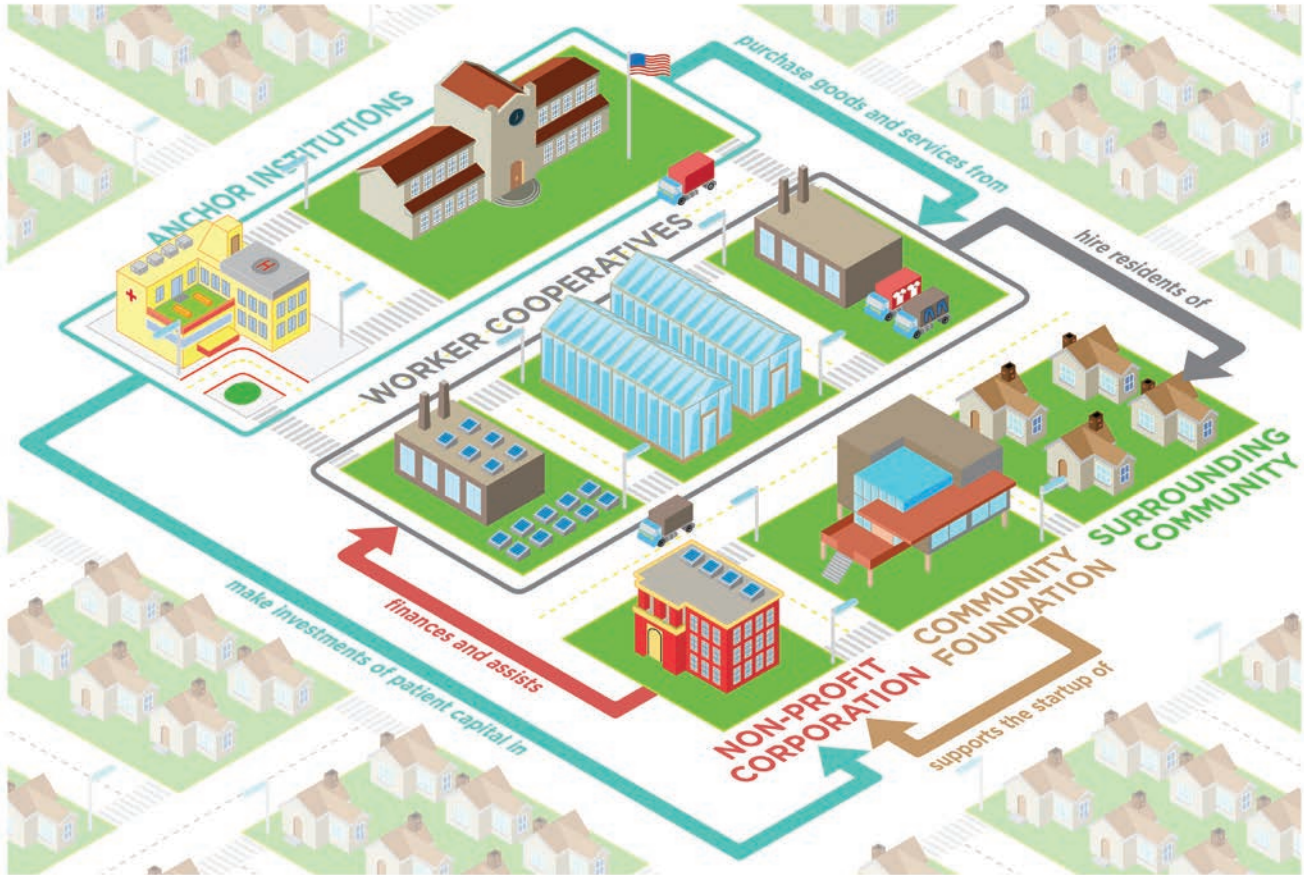 ANCHOR INSTITUTIONS
purchase goods and services from
WORKER COOPERATIVES
hire residents of
H
SURROUNDING
COMMUNITY
COMMUNITY
FOUNDATION
finances and assists
make investments of patient capital in
NON-PROFIT
CORPORATION
supports the startup of